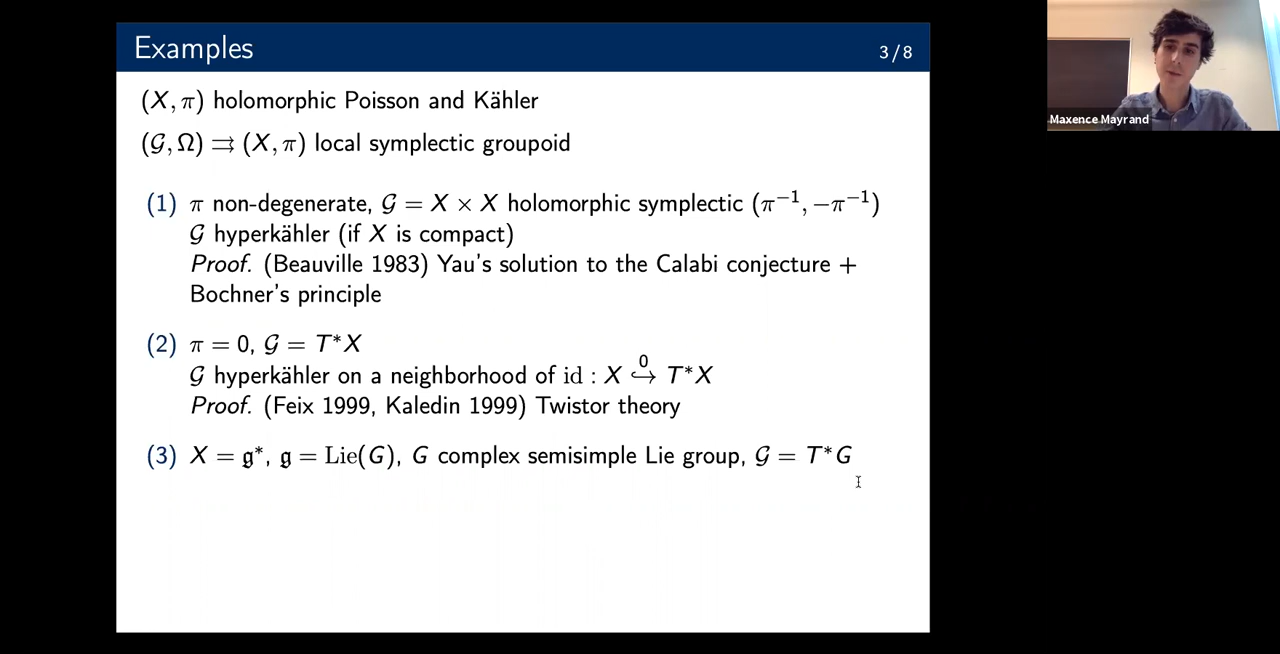 Examples
3/8
(X, π) holomorphic Poisson and Kähler
(𝒢, Ω) ⇉ (X, π) local symplectic groupoid
(1) π non-degenerate, 𝒢 = X × X holomorphic symplectic (π⁻¹, −π⁻¹)
𝒢 hyperkähler (if X is compact)
Proof. (Beauville 1983) Yau's solution to the Calabi conjecture +
Bochner's principle
(2) π = 0, 𝒢 = T*X
𝒢 hyperkähler on a neighborhood of id : X ↪⁰ T*X
Proof. (Feix 1999, Kaledin 1999) Twistor theory
(3) X = 𝔤*, 𝔤 = Lie(G), G complex semisimple Lie group, 𝒢 = T*G
Maxence Mayrand